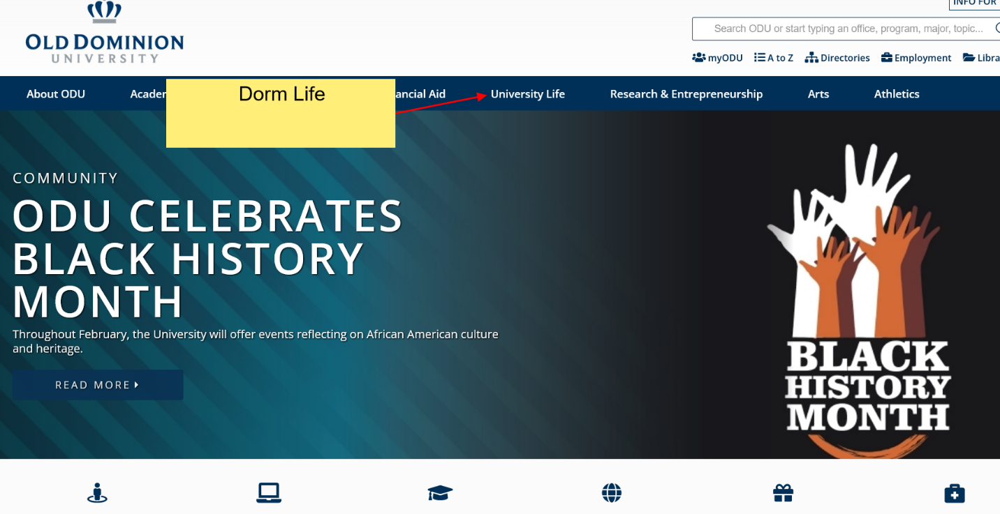 INFO FOR
OLD DOMINION
UNIVERSITY
Search ODU or start typing an office, program, major, topic...
myODU A to Z Directories Employment Libra
About ODU Academ Dorm Life ancial Aid University Life Research & Entrepreneurship Arts Athletics
COMMUNITY
ODU CELEBRATES
BLACK HISTORY
MONTH
Throughout February, the University will offer events reflecting on African American culture
and heritage.
READ MORE
BLACK
HISTORY
MONTH